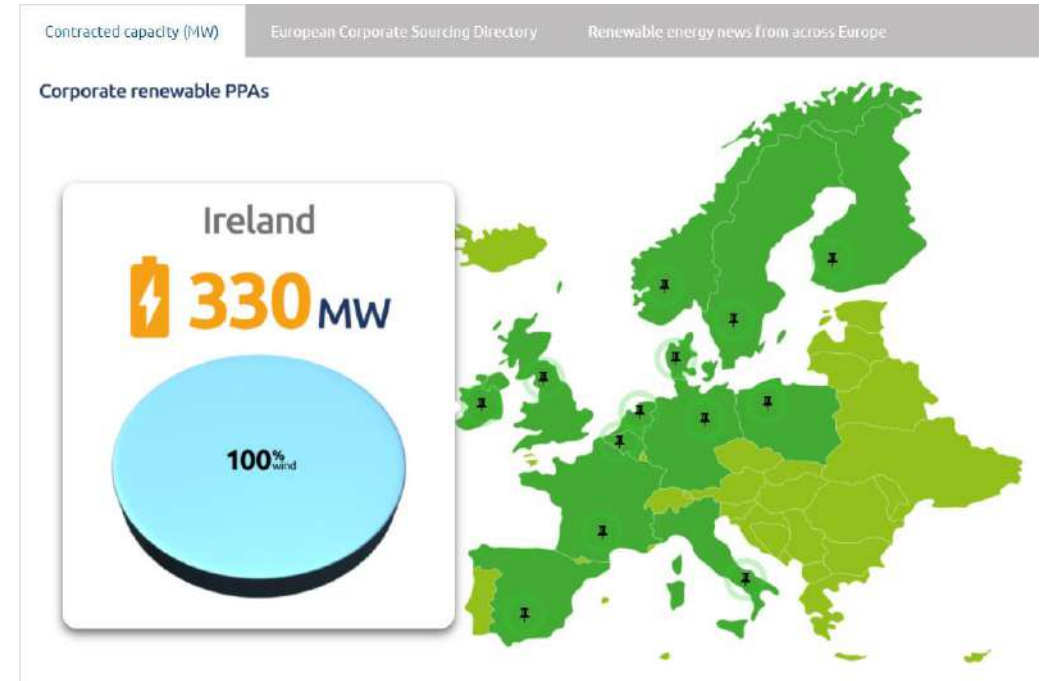 Contracted capacity (MW)
European Corporate Sourcing Directory
Renewable energy news from across Europe
Corporate renewable PPAs
Ireland
330 MW
100% wind